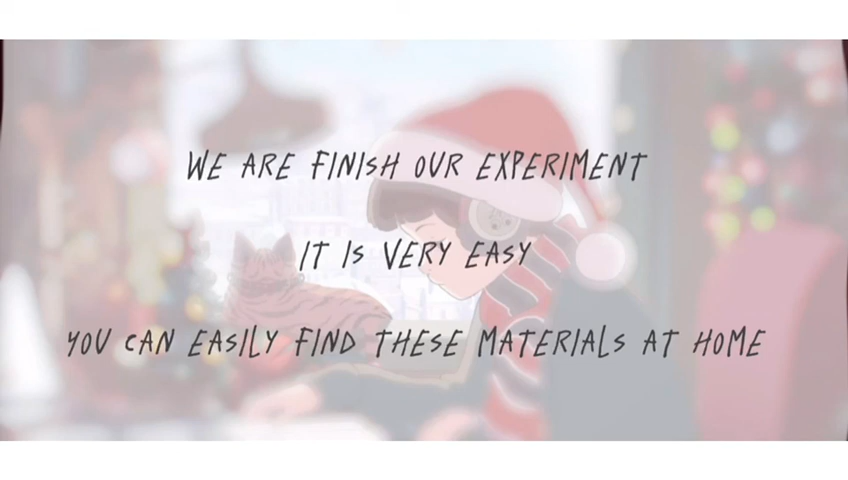 WE ARE FINISH OUR EXPERIMENT
IT IS VERY EASY
YOU CAN EASILY FIND THESE MATERIALS AT HOME